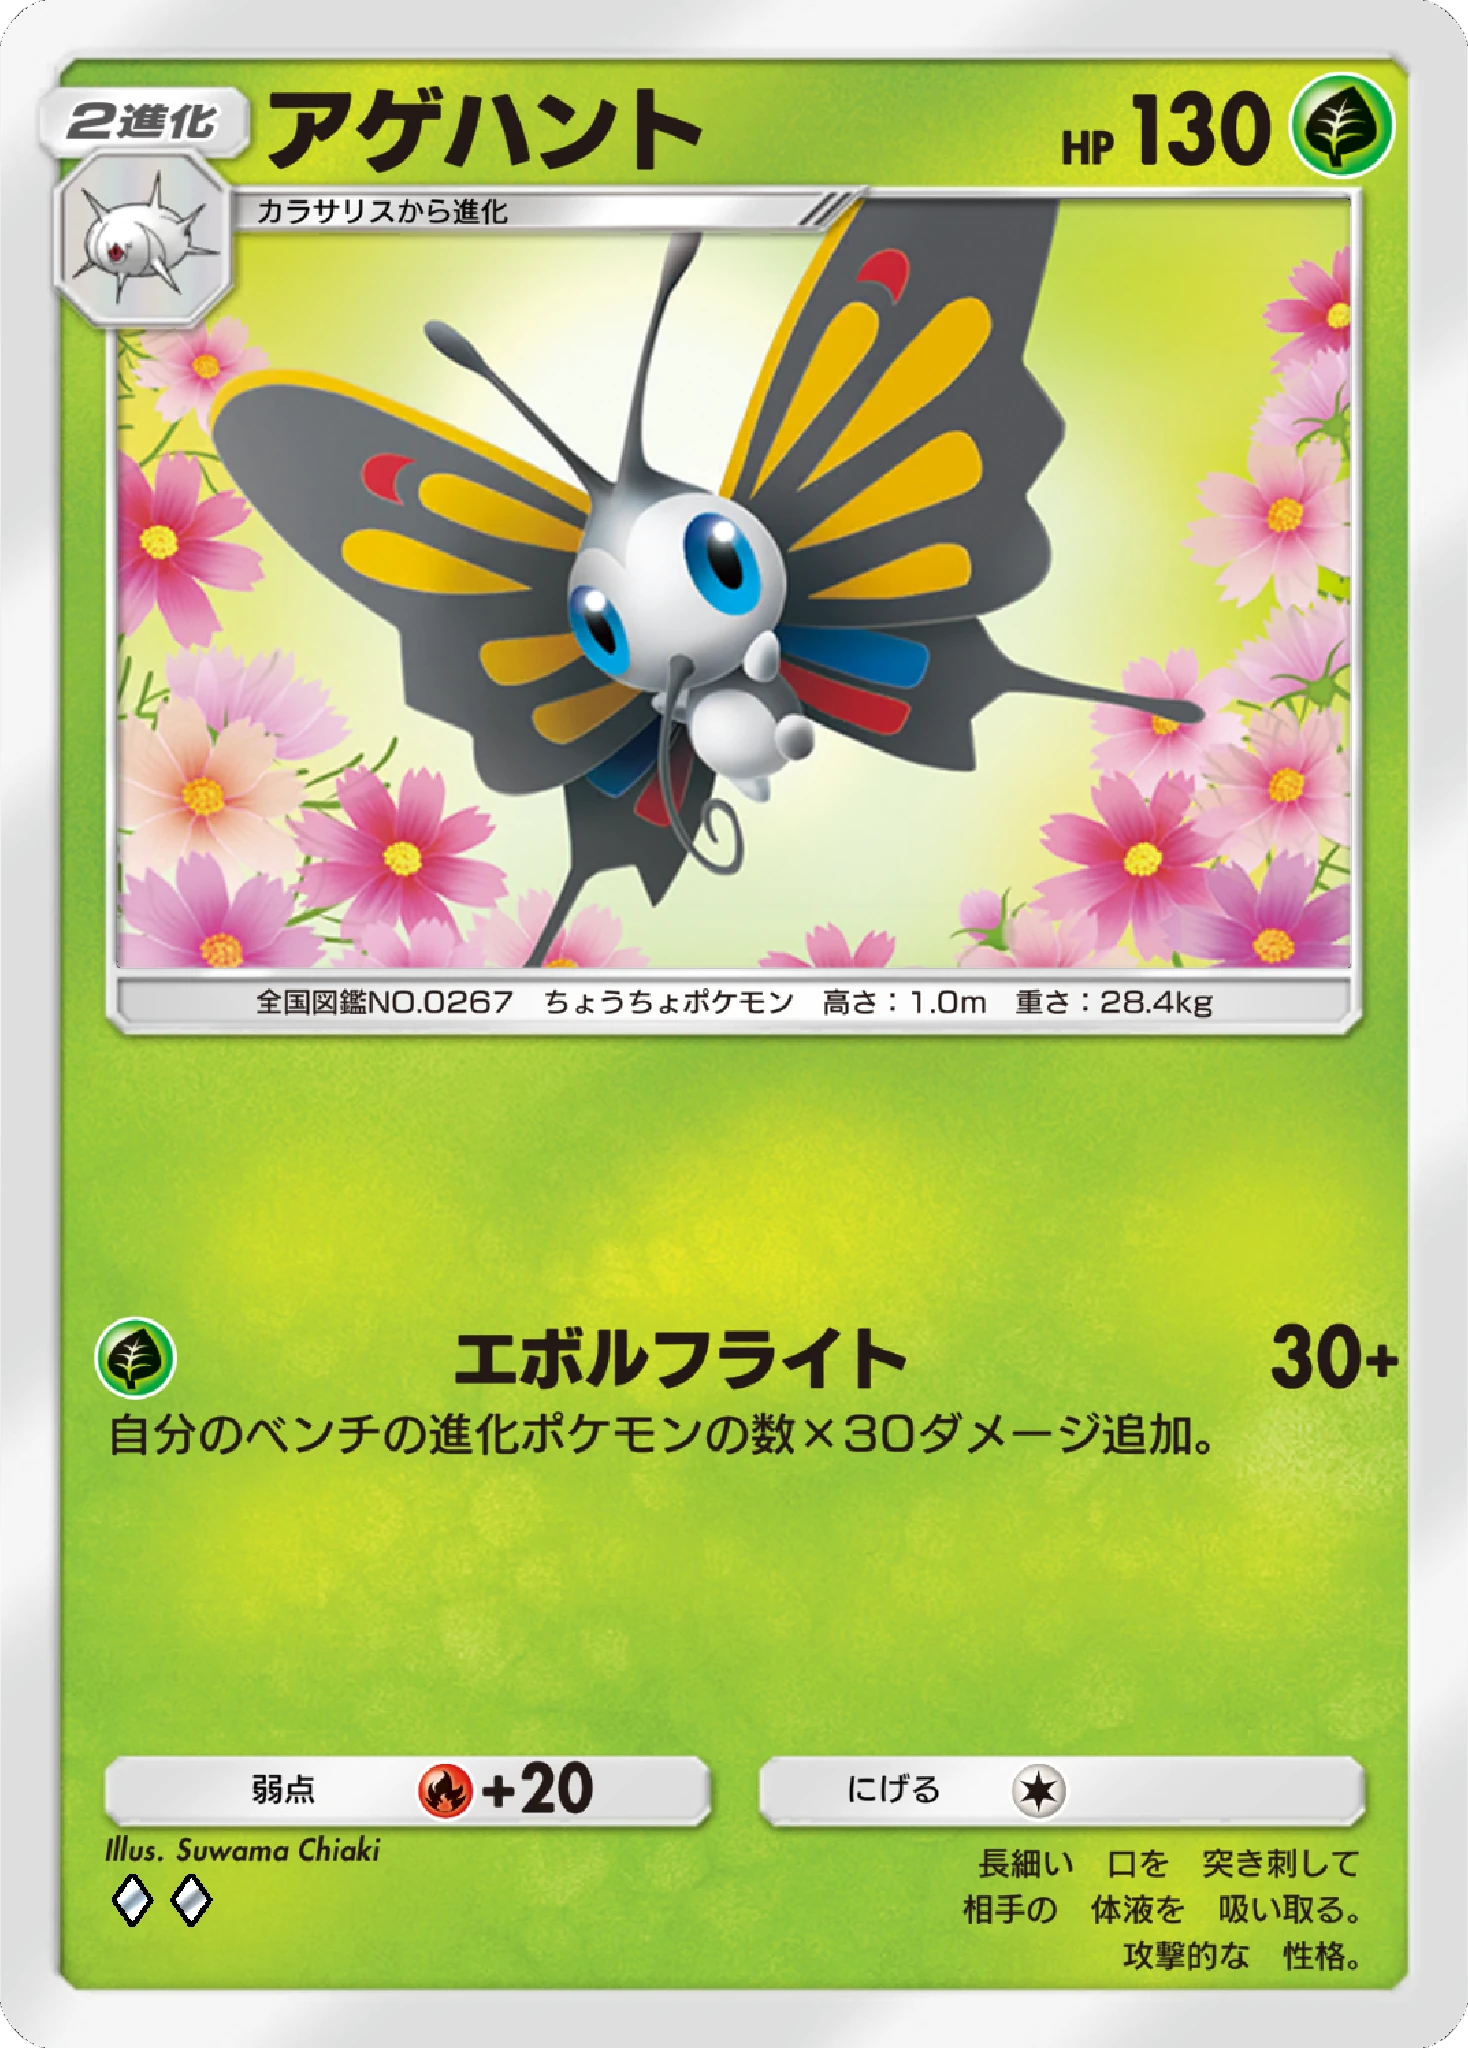 2進化
アゲハント
HP 130
カラサリスから進化
全国図鑑NO.0267 ちょうちょポケモン 高さ：1.0m 重さ：28.4kg
エボルフライト 30+
自分のベンチの進化ポケモンの数×30ダメージ追加。
弱点 +20 にげる
Illus. Suwama Chiaki
長細い 口を 突き刺して
相手の 体液を 吸い取る。
攻撃的な 性格。